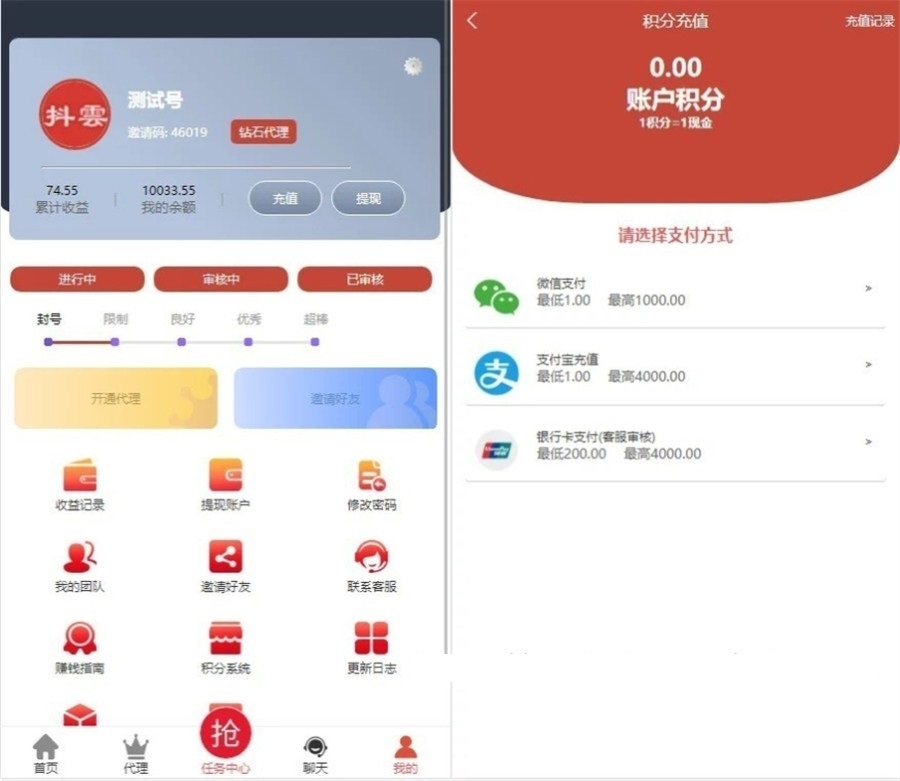 抖雲
测试号
邀请码: 46019
钻石代理
74.55
累计收益
10033.55
我的余额
充值
提现
进行中
审核中
已审核
封号
限制
良好
优秀
超棒
开通代理
邀请好友
收益记录
提现账户
修改密码
我的团队
邀请好友
联系客服
赚钱指南
积分系统
更新日志
抢
首页
代理
任务中心
聊天
我的
<
积分充值
充值记录
0.00
账户积分
1积分=1现金
请选择支付方式
微信支付
最低1.00 最高1000.00
>
支
支付宝充值
最低1.00 最高4000.00
>
银行卡支付(客服审核)
最低200.00 最高4000.00
>